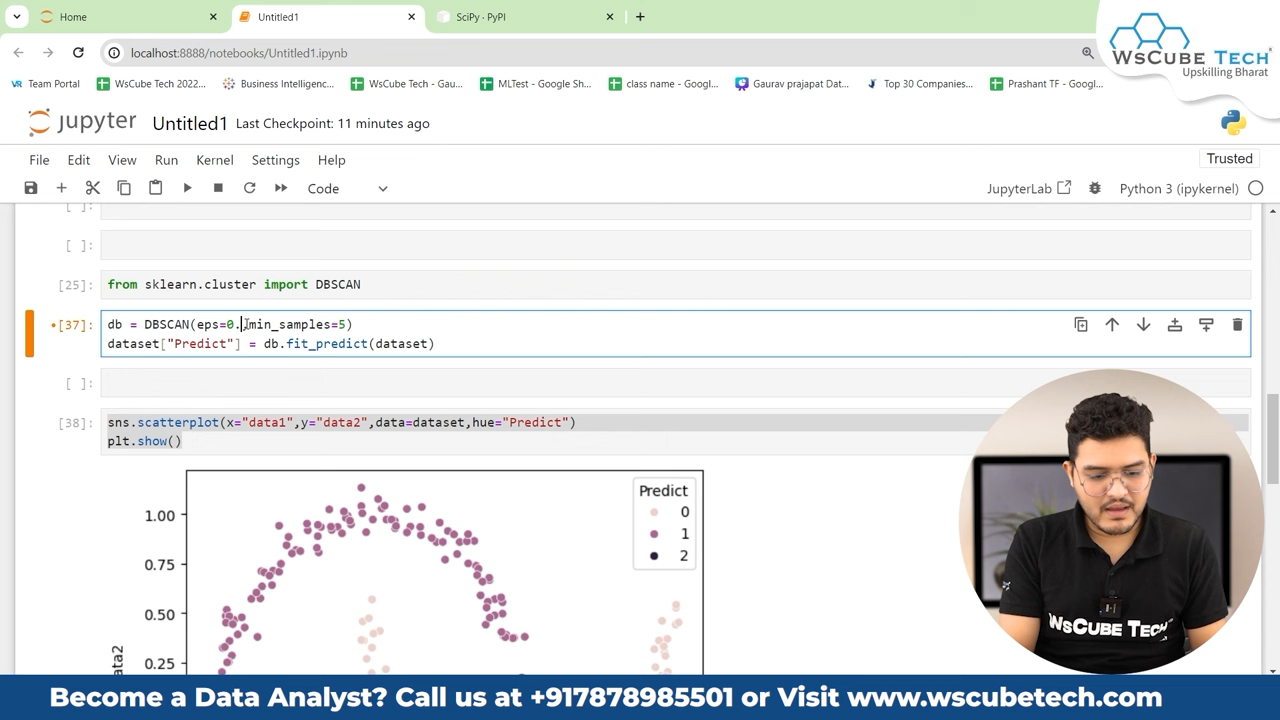 Home
Untitled1
SciPy · PyPI
localhost:8888/notebooks/Untitled1.ipynb
WsCube Tech
Upskilling Bharat
VR Team Portal
WsCube Tech 2022...
Business Intelligenc...
WsCube Tech - Gau...
MLTest - Google Sh...
class name - Googl...
Gaurav prajapat Dat...
Top 30 Companies...
Prashant TF - Googl...
jupyter Untitled1 Last Checkpoint: 11 minutes ago
File Edit View Run Kernel Settings Help
Trusted
Code
JupyterLab
Python 3 (ipykernel)
[ ]:
[ ]:
[25]: from sklearn.cluster import DBSCAN
[37]: db = DBSCAN(eps=0.,min_samples=5)
dataset["Predict"] = db.fit_predict(dataset)
[ ]:
[38]: sns.scatterplot(x="data1",y="data2",data=dataset,hue="Predict")
plt.show()
Predict
0
1
2
1.00
0.75
0.50
0.25
WsCube Tech
Become a Data Analyst? Call us at +917878985501 or Visit www.wscubetech.com